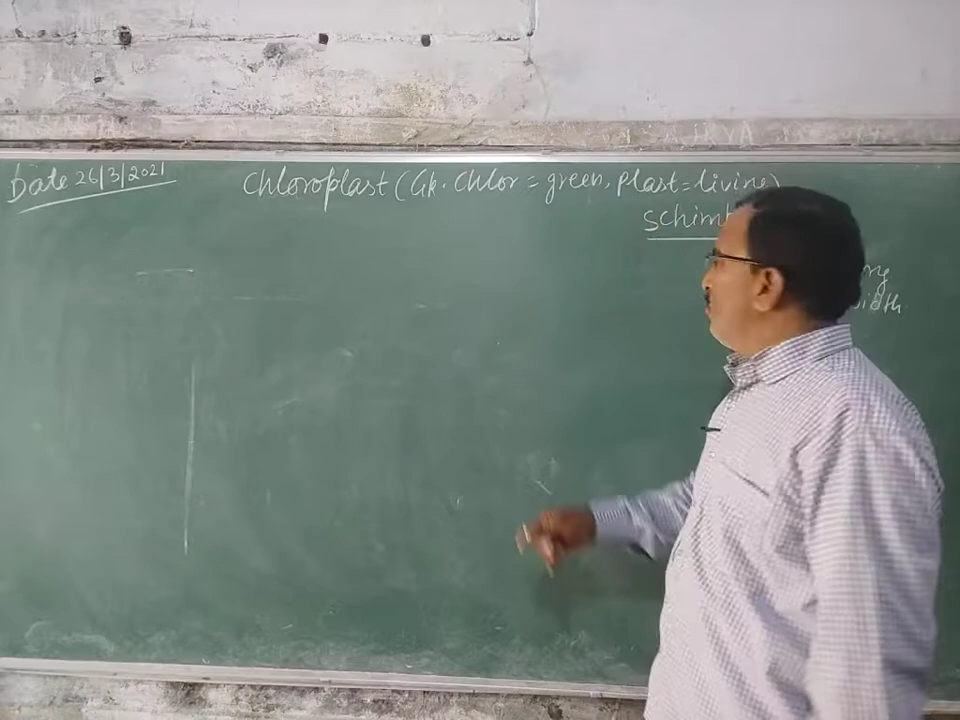 Date 26/3/2021
Chloroplast (Gk. Chlor = green, Plast = living)